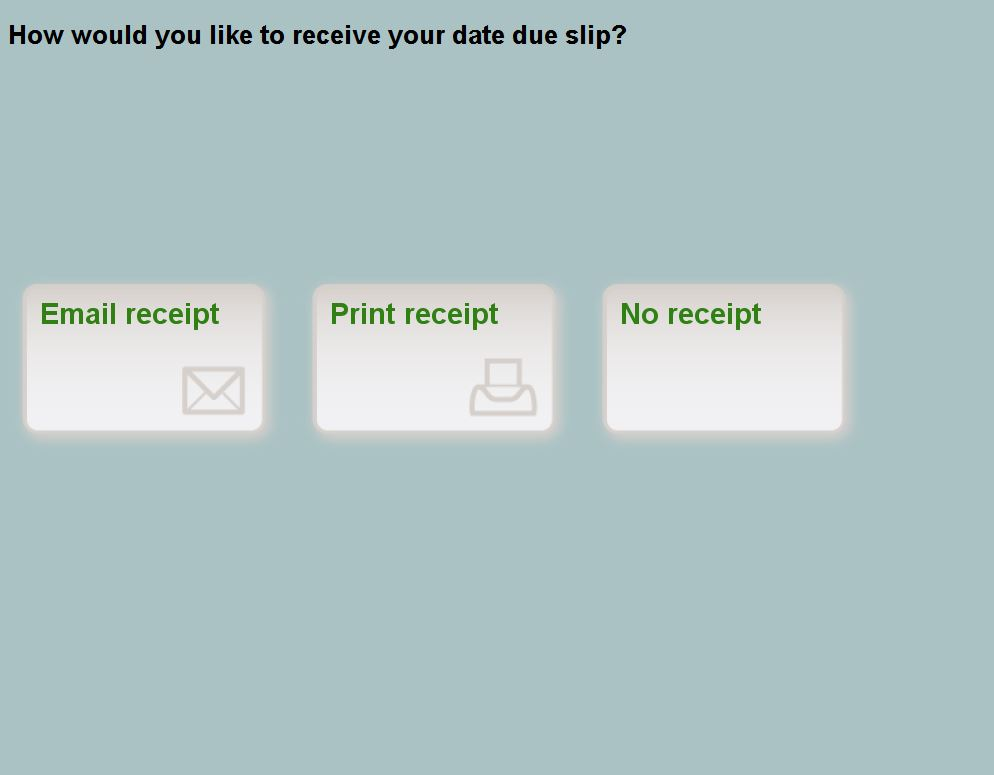 How would you like to receive your date due slip?
Email receipt
Print receipt
No receipt